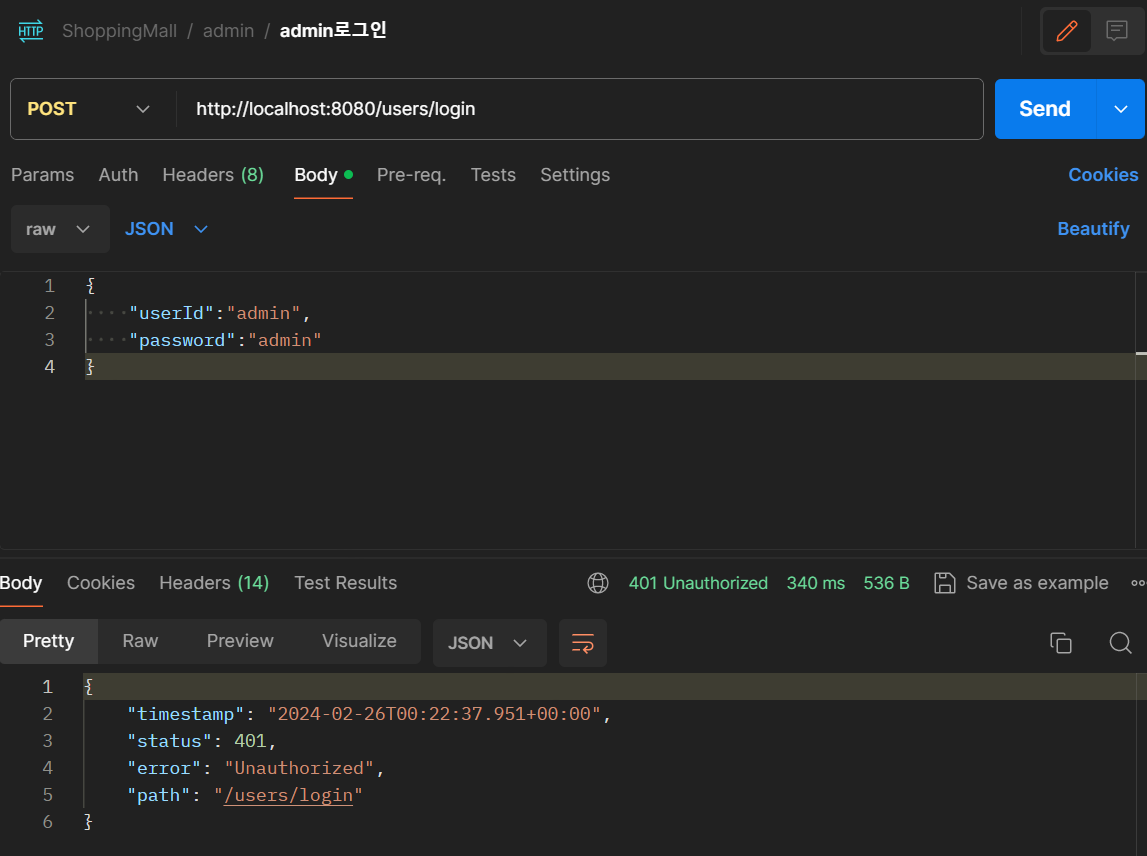 HTTP ShoppingMall / admin / admin로그인
POST http://localhost:8080/users/login Send
Params Auth Headers (8) Body Pre-req. Tests Settings Cookies
raw JSON Beautify
1 {
2 "userId":"admin",
3 "password":"admin"
4 }
Body Cookies Headers (14) Test Results 401 Unauthorized 340 ms 536 B Save as example
Pretty Raw Preview Visualize JSON
1 {
2 "timestamp": "2024-02-26T00:22:37.951+00:00",
3 "status": 401,
4 "error": "Unauthorized",
5 "path": "/users/login"
6 }